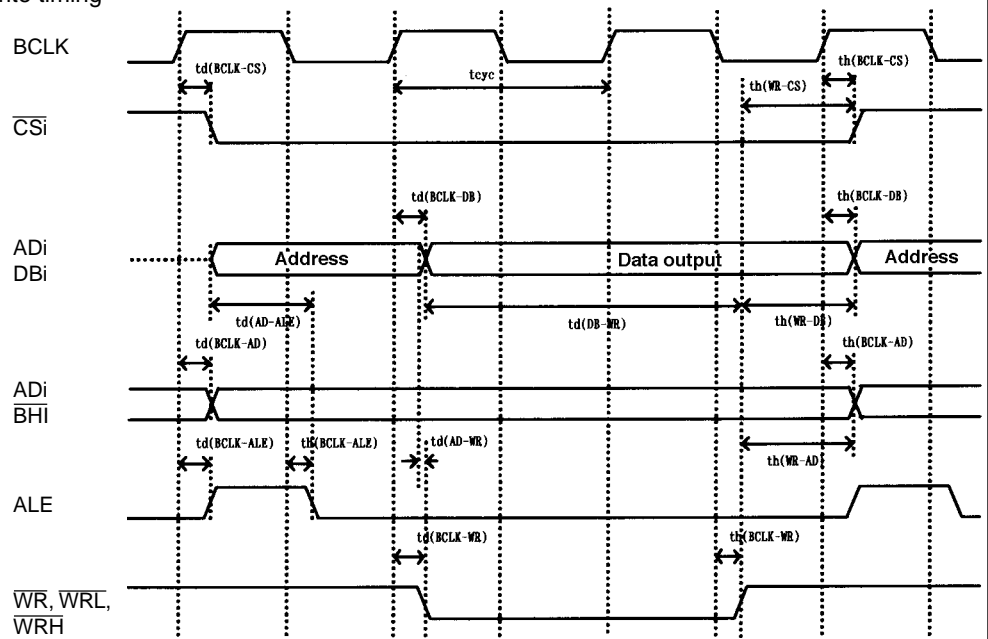 timing
BCLK
td(BCLK-CS)
tcyc
th(BCLK-CS)
th(WR-CS)
CSi
td(BCLK-DB)
th(BCLK-DB)
ADi
DBi
Address
Data output
Address
td(AD-ALE)
td(DB-WR)
th(WR-DB)
td(BCLK-AD)
th(BCLK-AD)
ADi
BHI
td(BCLK-ALE)
th(BCLK-ALE)
td(AD-WR)
th(WR-AD)
ALE
td(BCLK-WR)
th(BCLK-WR)
WR, WRL,
WRH